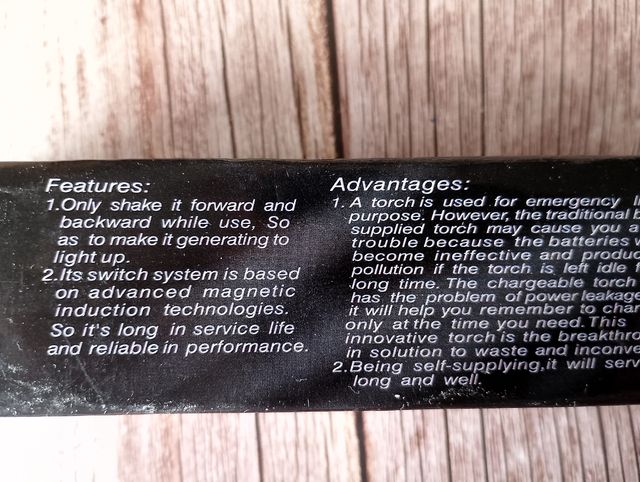 Features:
1.Only shake it forward and
backward while use, So
as to make it generating to
light up.
2.Its switch system is based
on advanced magnetic
induction technologies.
So it's long in service life
and reliable in performance.
Advantages:
1. A torch is used for emergency
purpose. However, the traditional
supplied torch may cause you
trouble because the batteries
become ineffective and
pollution if the torch is left idle
long time. The chargeable torch
has the problem of power
it will help you remember to
only at the time you need. This
innovative torch is the
in solution to waste and
2.Being self-supplying,it will
long and well.